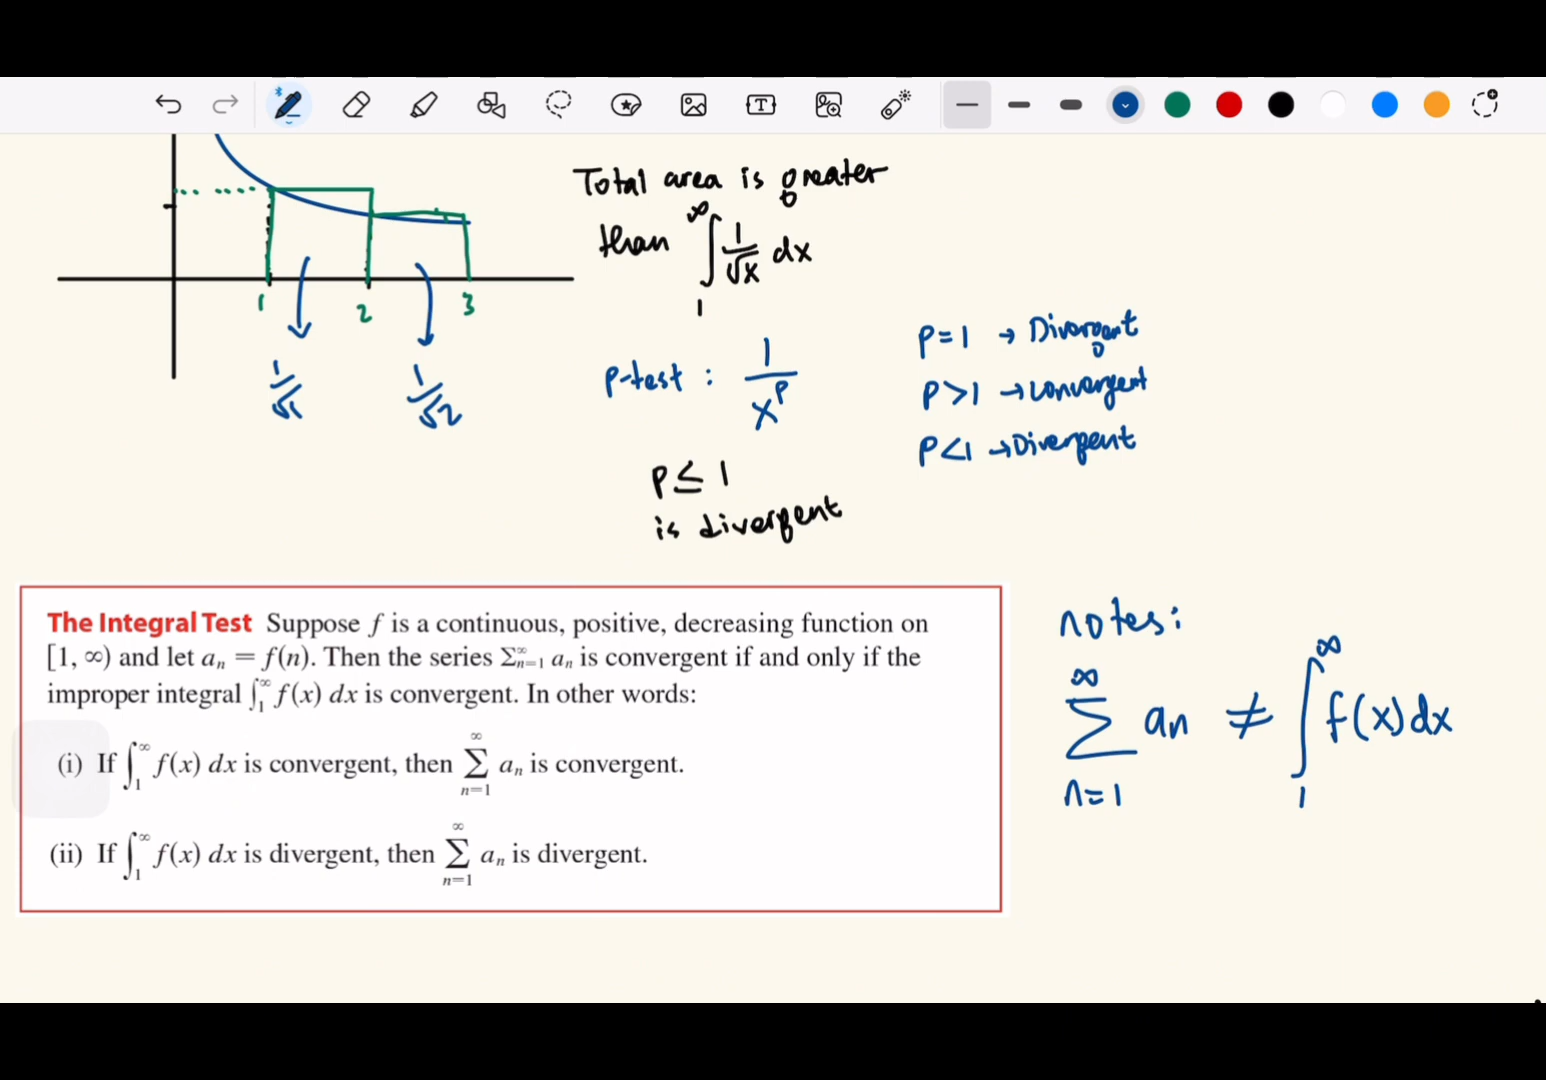 Total area is greater
than ∫₁^∞ 1/√x dx
1 2 3
1/√1 1/√2
p-test : 1/x^p
p=1 → Divergent
p>1 → convergent
p<1 → Divergent
p ≤ 1
is divergent
The Integral Test Suppose f is a continuous, positive, decreasing function on
[1, ∞) and let aₙ = f(n). Then the series Σₙ₌₁^∞ aₙ is convergent if and only if the
improper integral ∫₁^∞ f(x) dx is convergent. In other words:
(i) If ∫₁^∞ f(x) dx is convergent, then Σₙ₌₁^∞ aₙ is convergent.
(ii) If ∫₁^∞ f(x) dx is divergent, then Σₙ₌₁^∞ aₙ is divergent.
notes:
Σₙ₌₁^∞ an ≠ ∫₁^∞ f(x)dx